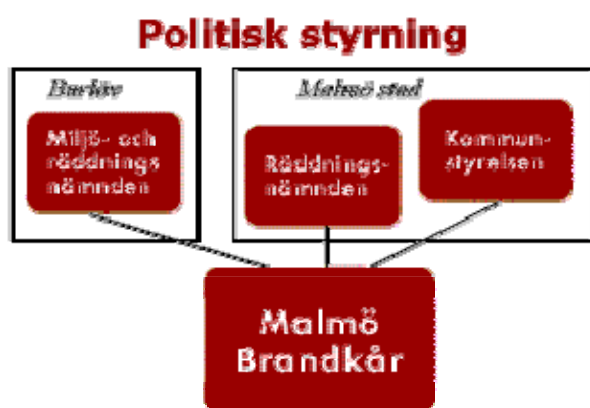 Politisk styrning
Burlöv
Malmö stad
Miljö- och
räddnings
nämnden
Räddnings-
nämnden
Kommun-
styrelsen
Malmö
Brandkår